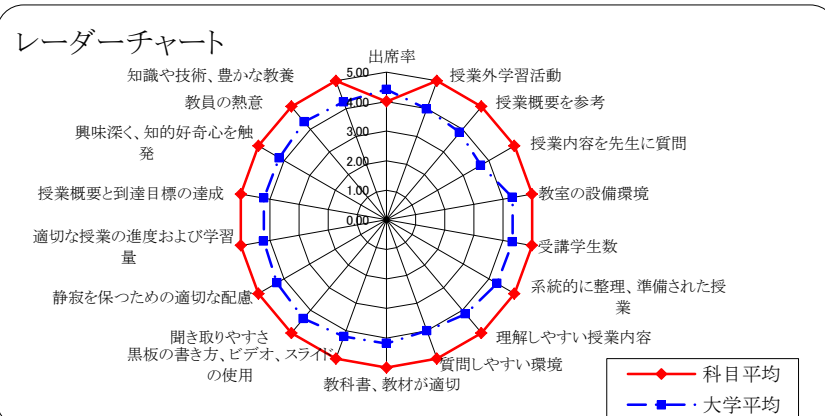 レーダーチャート
出席率
授業外学習活動
授業概要を参考
授業内容を先生に質問
教室の設備環境
受講学生数
系統的に整理、準備された授
業
理解しやすい授業内容
質問しやすい環境
教科書、教材が適切
黒板の書き方、ビデオ、スライド
の使用
聞き取りやすさ
静寂を保つための適切な配慮
適切な授業の進度および学習
量
授業概要と到達目標の達成
興味深く、知的好奇心を触
発
教員の熱意
知識や技術、豊かな教養
5.00
4.00
3.00
2.00
1.00
0.00
科目平均
大学平均